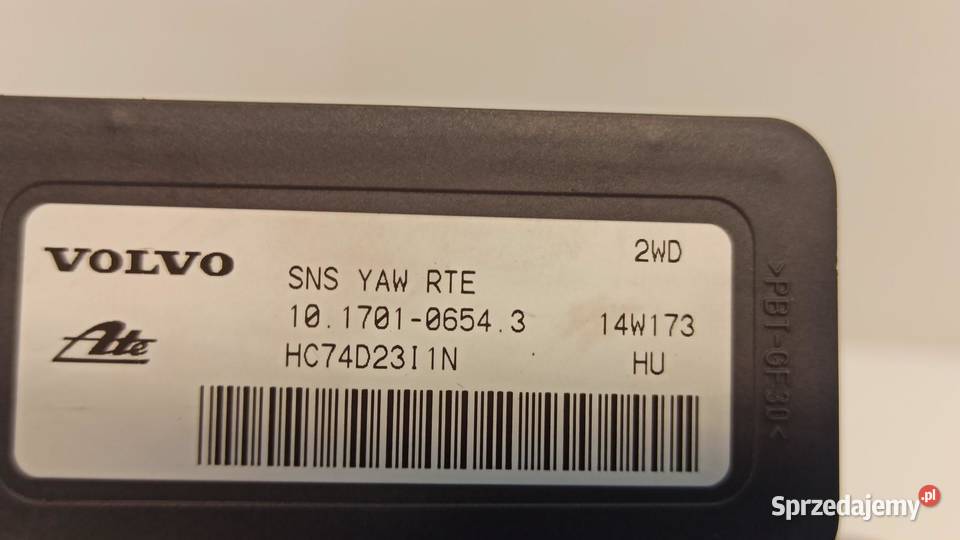 VOLVO
Ate
SNS YAW RTE
10.1701-0654.3
HC74D23I1N
2WD
14W173
HU
>PBT-GF30<
Sprzedajemy.pl